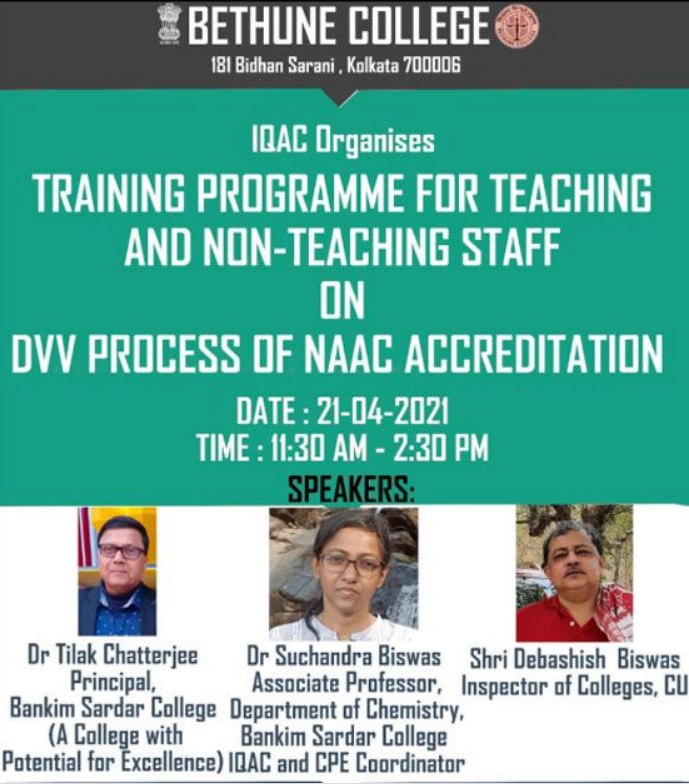 BETHUNE COLLEGE
181 Bidhan Sarani , Kolkata 700006
IQAC Organises
TRAINING PROGRAMME FOR TEACHING
AND NON-TEACHING STAFF
ON
DVV PROCESS OF NAAC ACCREDITATION
DATE : 21-04-2021
TIME : 11:30 AM - 2:30 PM
SPEAKERS:
Dr Tilak Chatterjee
Principal,
Bankim Sardar College
(A College with
Potential for Excellence)
Dr Suchandra Biswas
Associate Professor,
Department of Chemistry,
Bankim Sardar College
IQAC and CPE Coordinator
Shri Debashish Biswas
Inspector of Colleges, CU